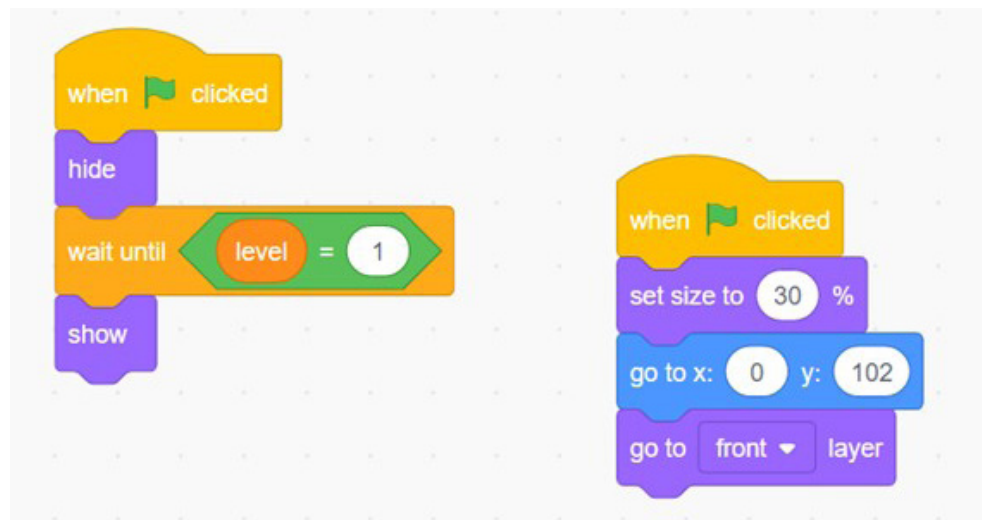 when clicked
hide
wait until level = 1
show
when clicked
set size to 30 %
go to x: 0 y: 102
go to front layer